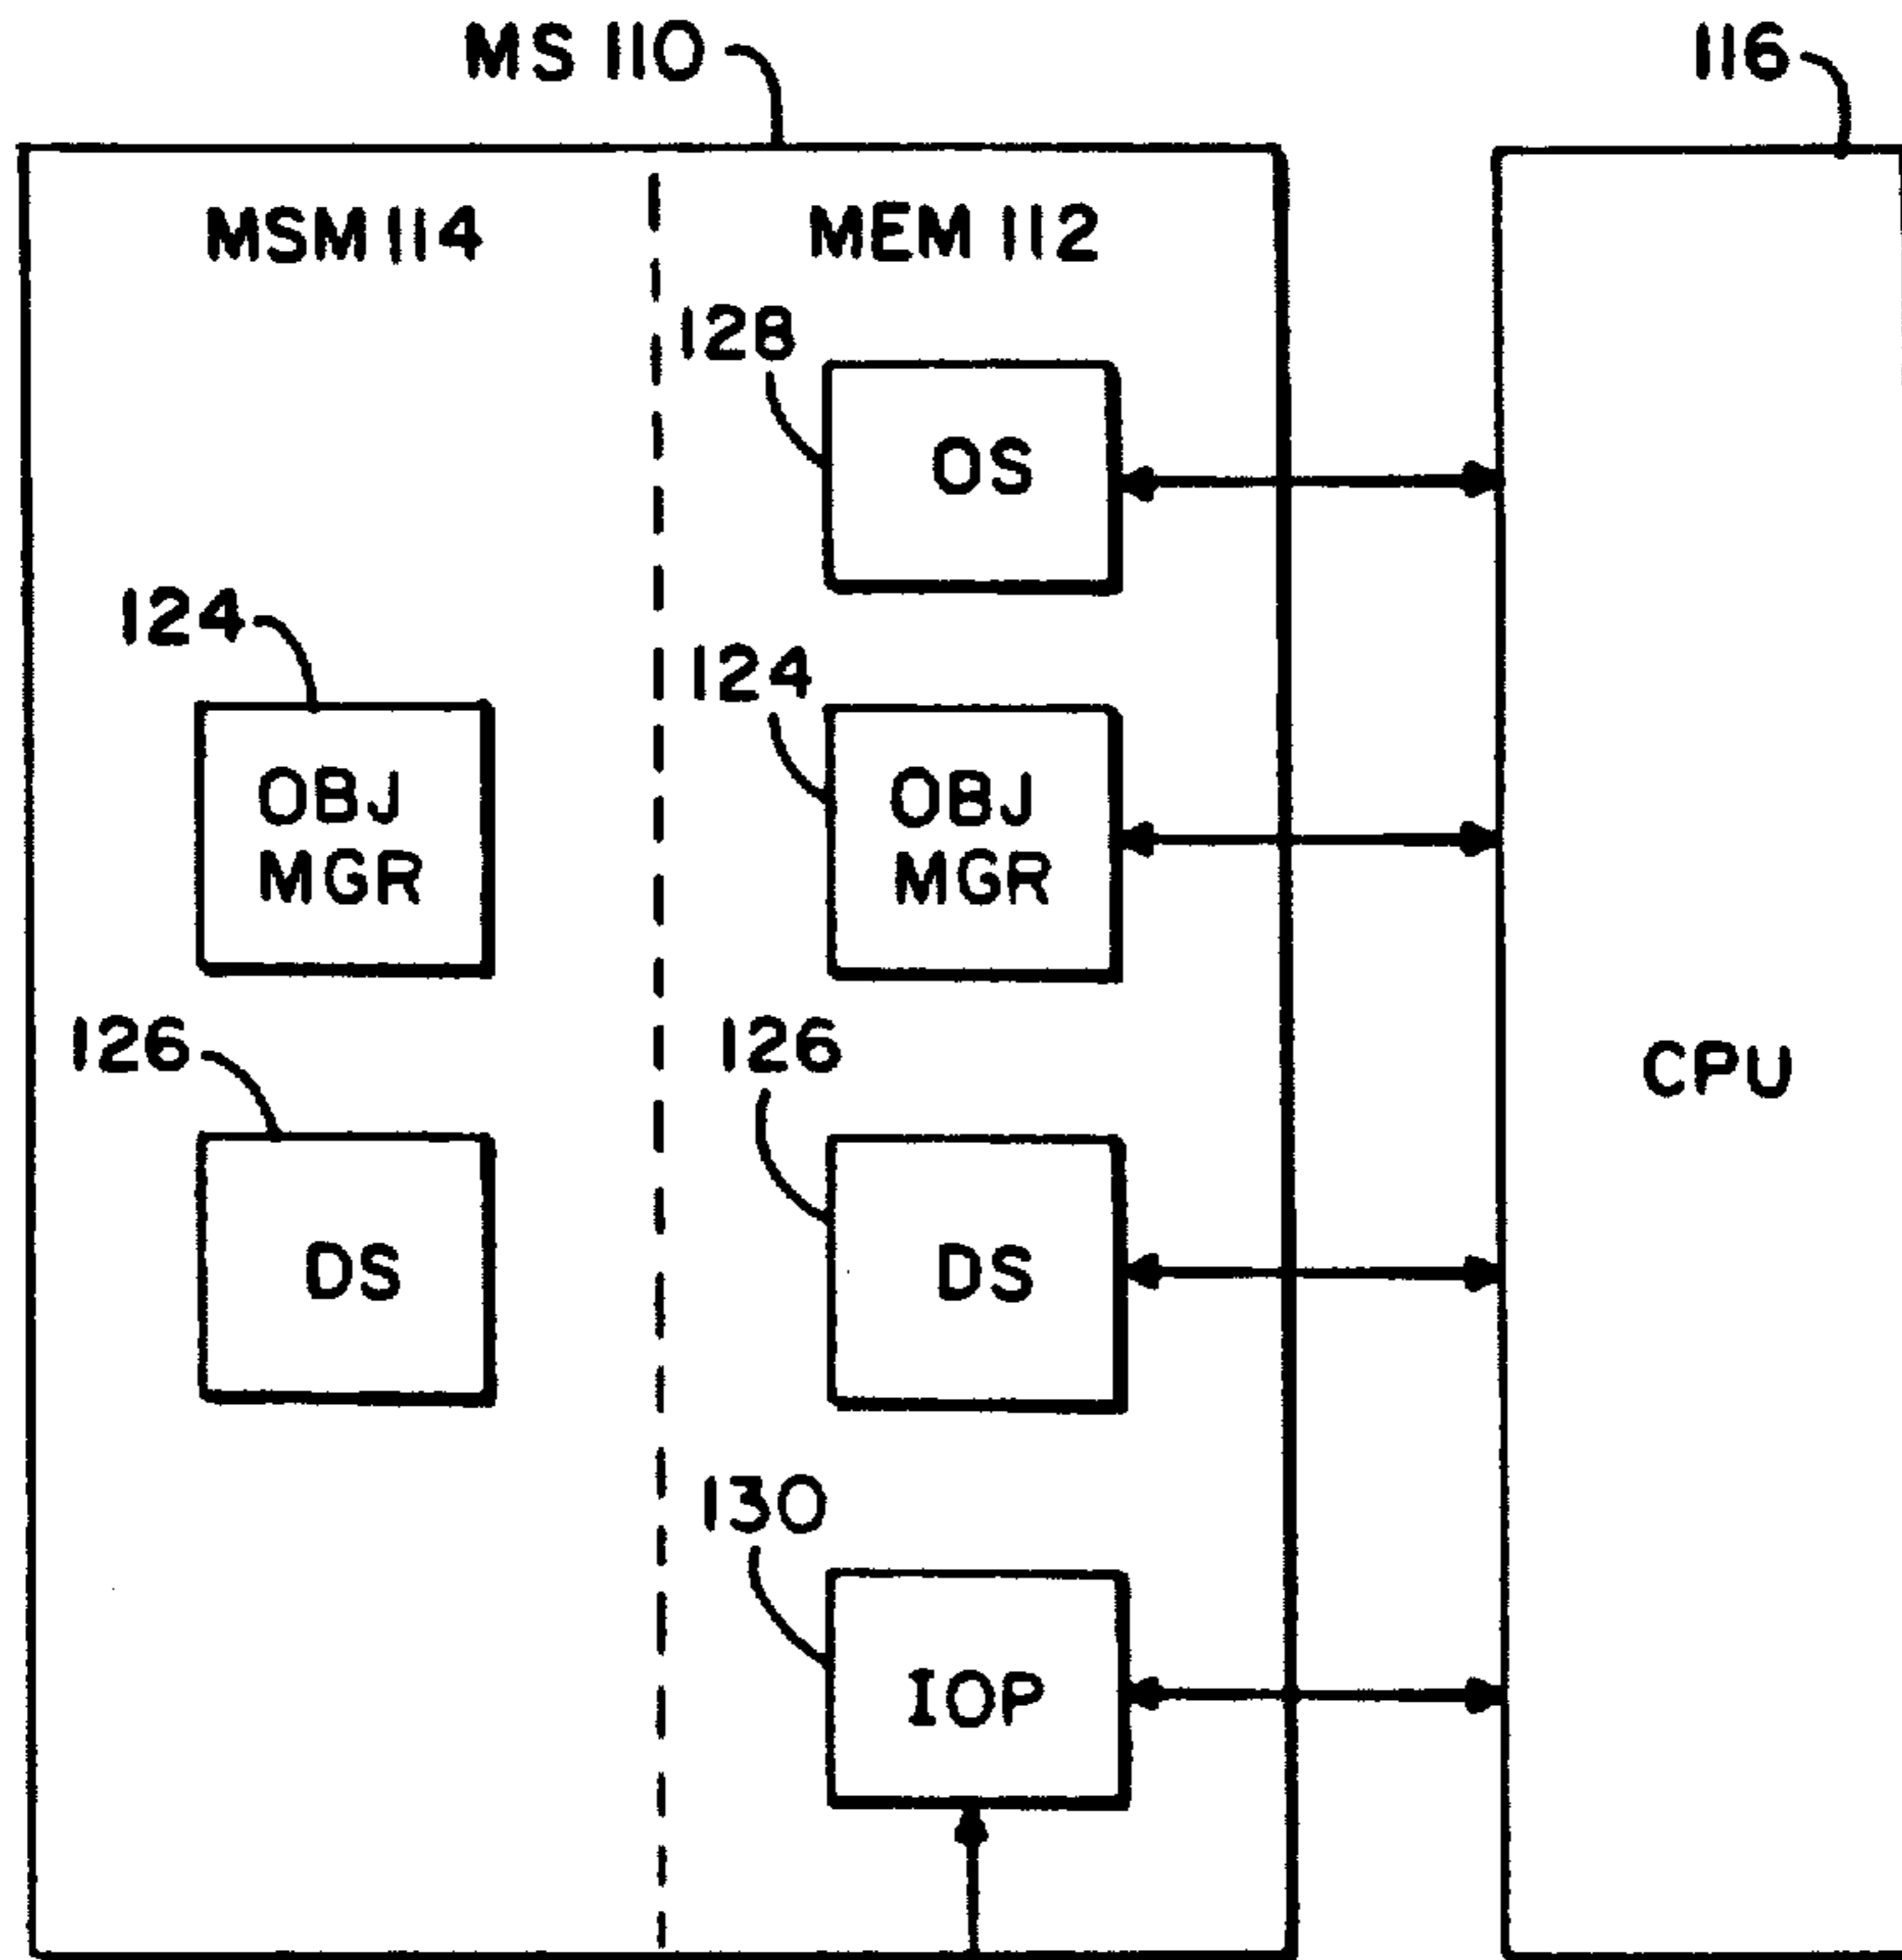 MS 110
116
MSM 114
MEM 112
128
OS
124
OBJ
MGR
124
OBJ
MGR
CPU
126
DS
126
DS
130
IOP